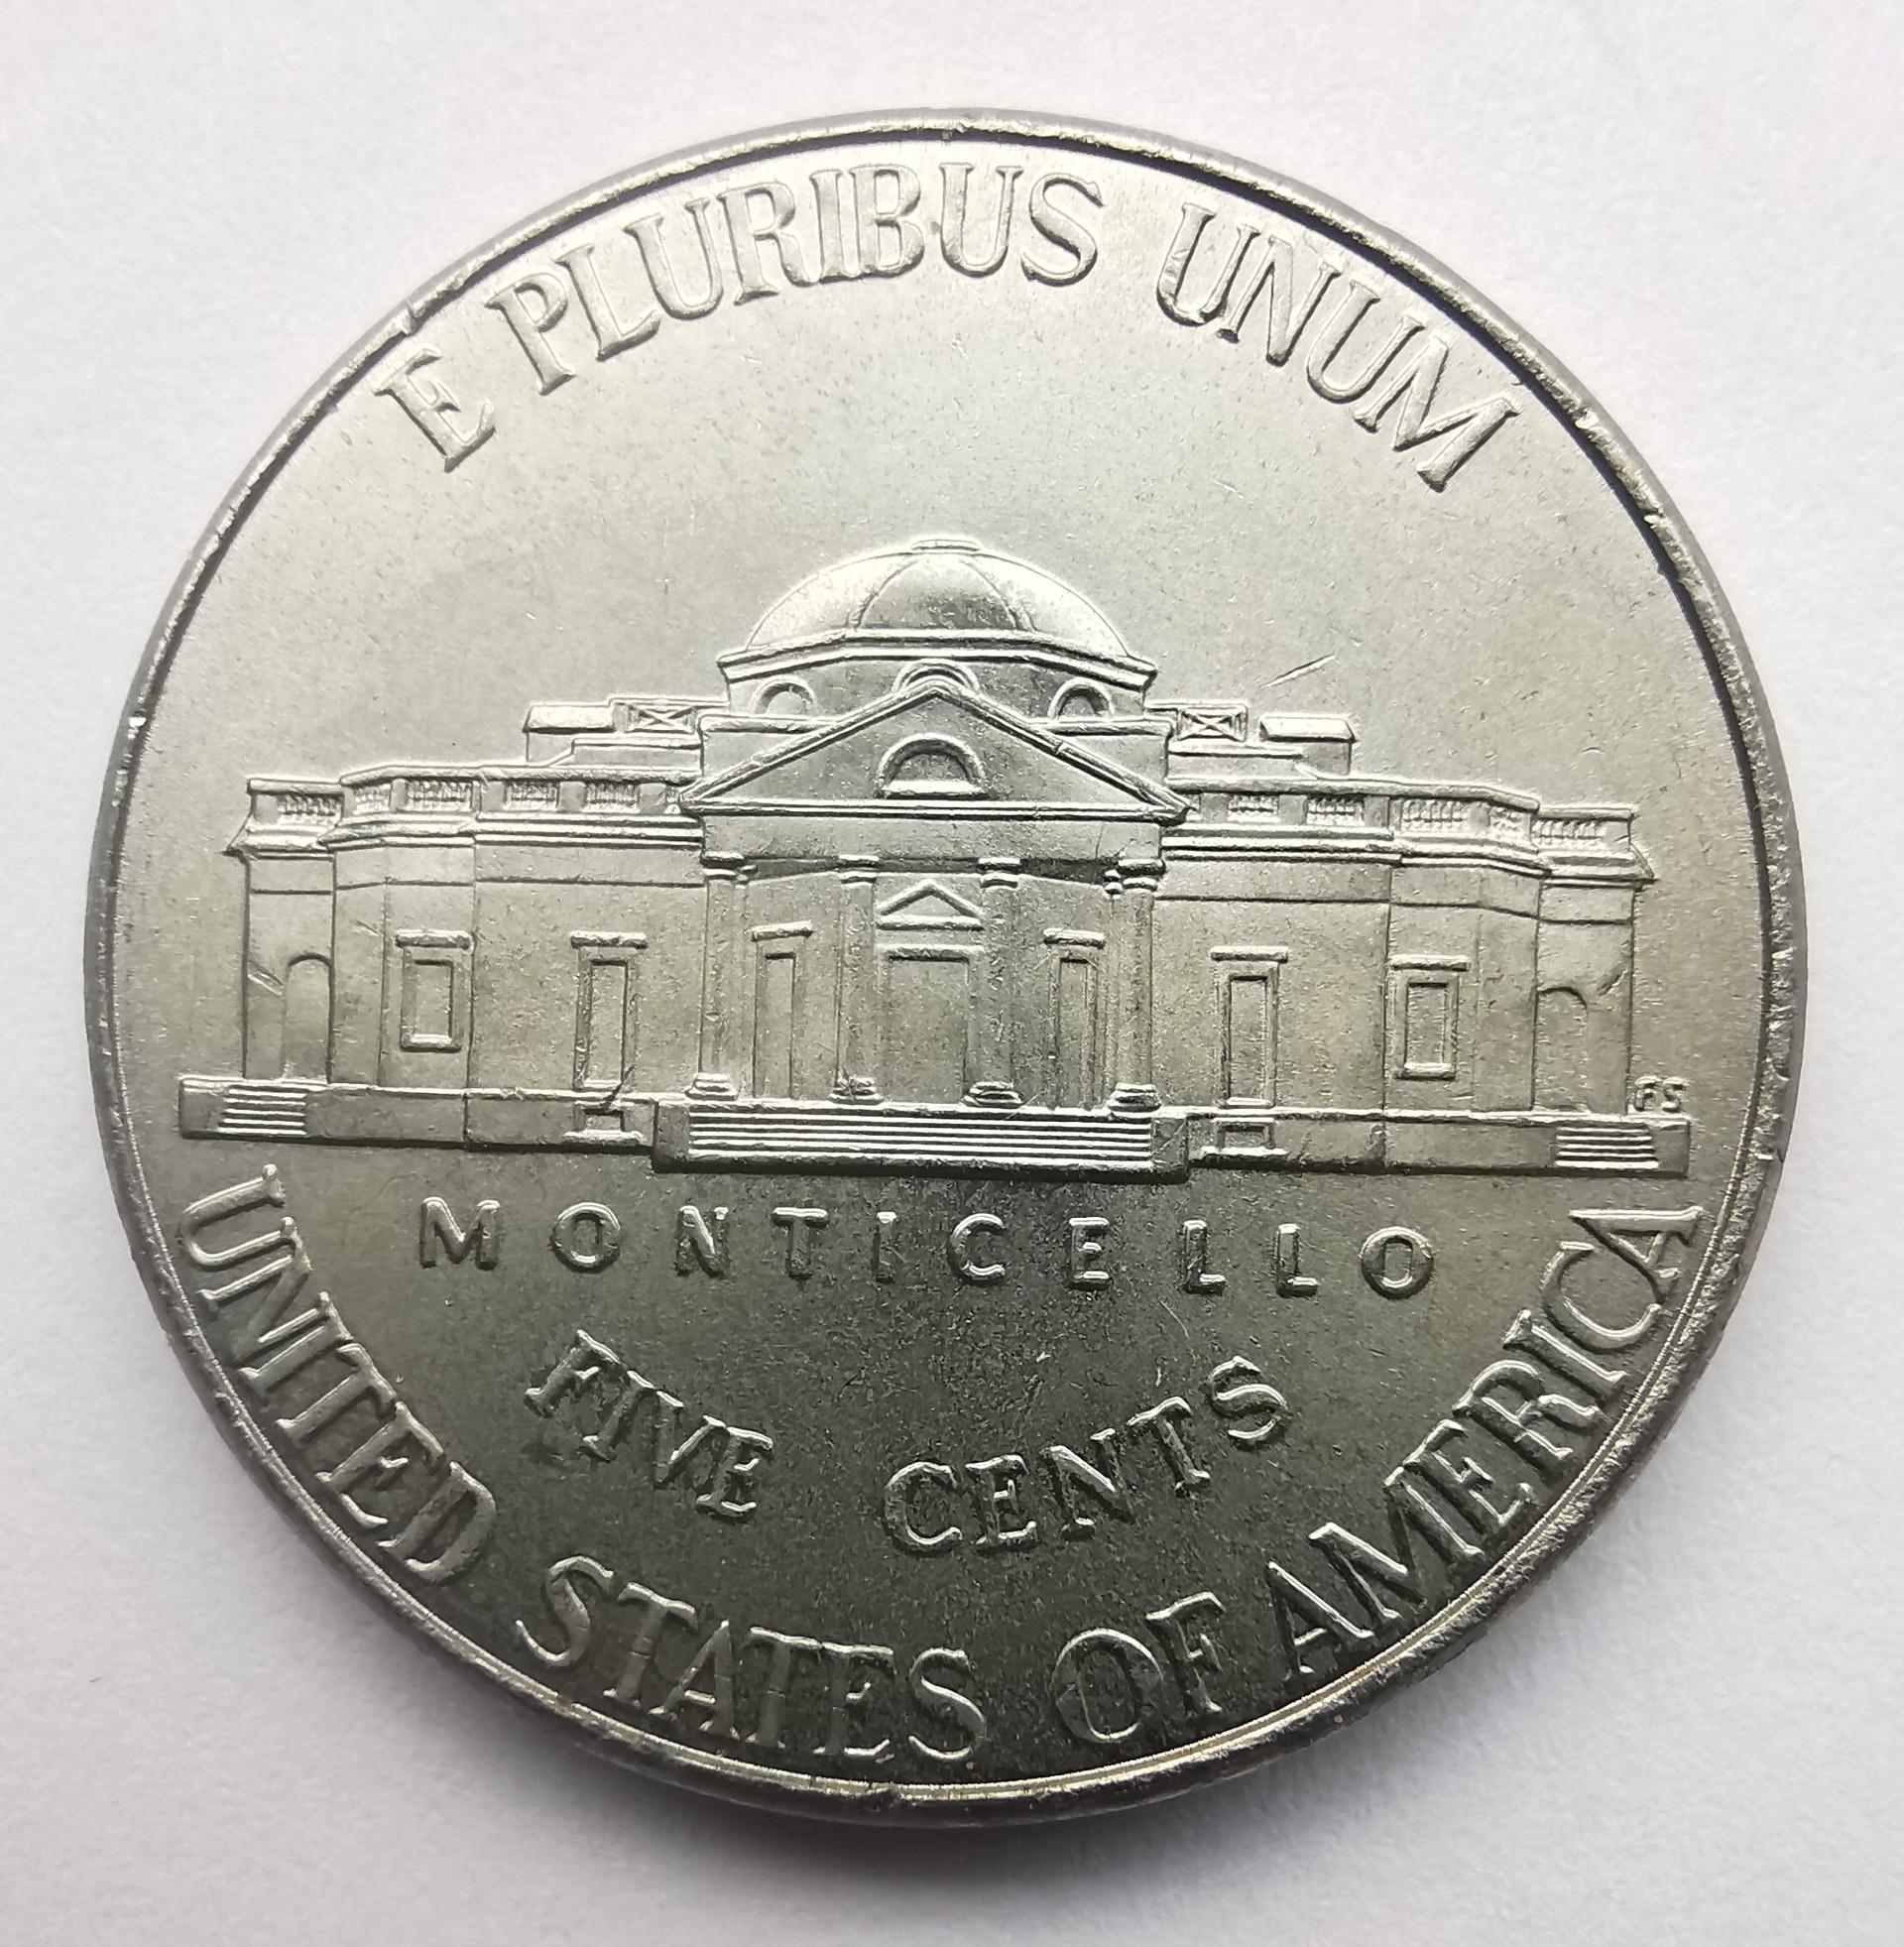 E PLURIBUS UNUM
FS
MONTICELLO
FIVE CENTS
UNITED STATES OF AMERICA